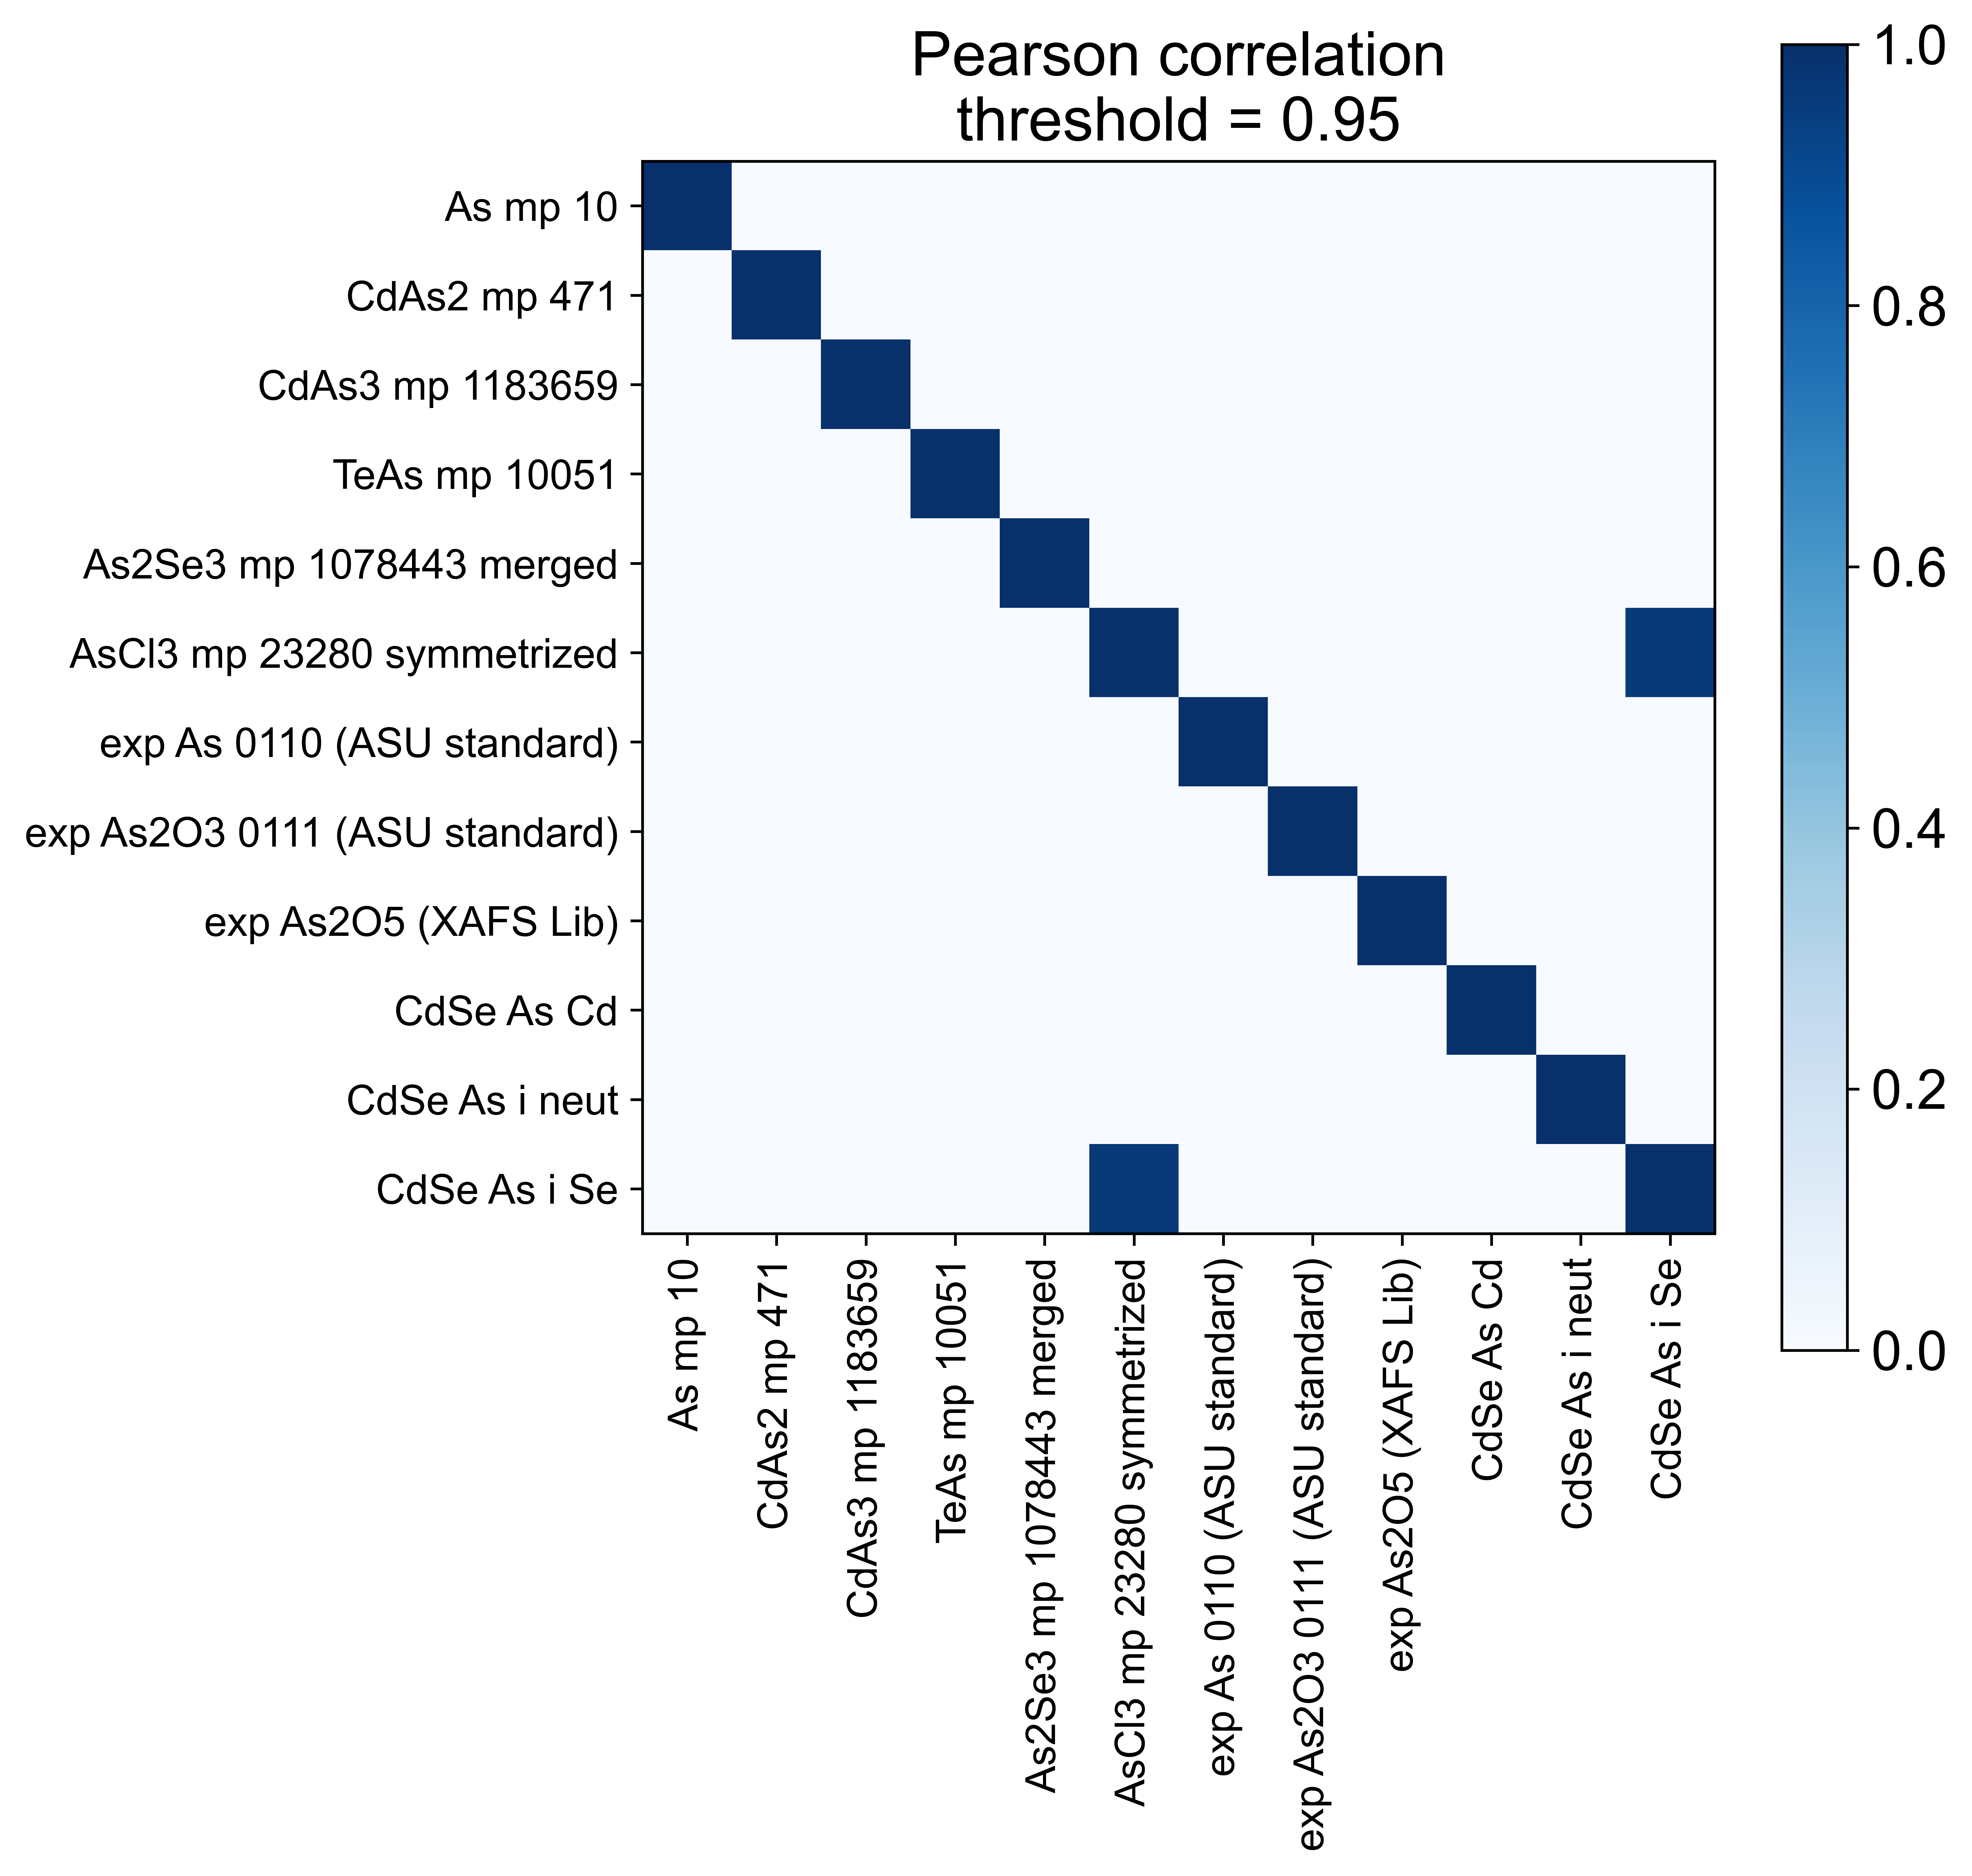 Pearson correlation
threshold = 0.95
As mp 10
CdAs2 mp 471
CdAs3 mp 1183659
TeAs mp 10051
As2Se3 mp 1078443 merged
AsCl3 mp 23280 symmetrized
exp As 0110 (ASU standard)
exp As2O3 0111 (ASU standard)
exp As2O5 (XAFS Lib)
CdSe As Cd
CdSe As i neut
CdSe As i Se
As mp 10
CdAs2 mp 471
CdAs3 mp 1183659
TeAs mp 10051
As2Se3 mp 1078443 merged
AsCl3 mp 23280 symmetrized
exp As 0110 (ASU standard)
exp As2O3 0111 (ASU standard)
exp As2O5 (XAFS Lib)
CdSe As Cd
CdSe As i neut
CdSe As i Se
1.0
0.8
0.6
0.4
0.2
0.0